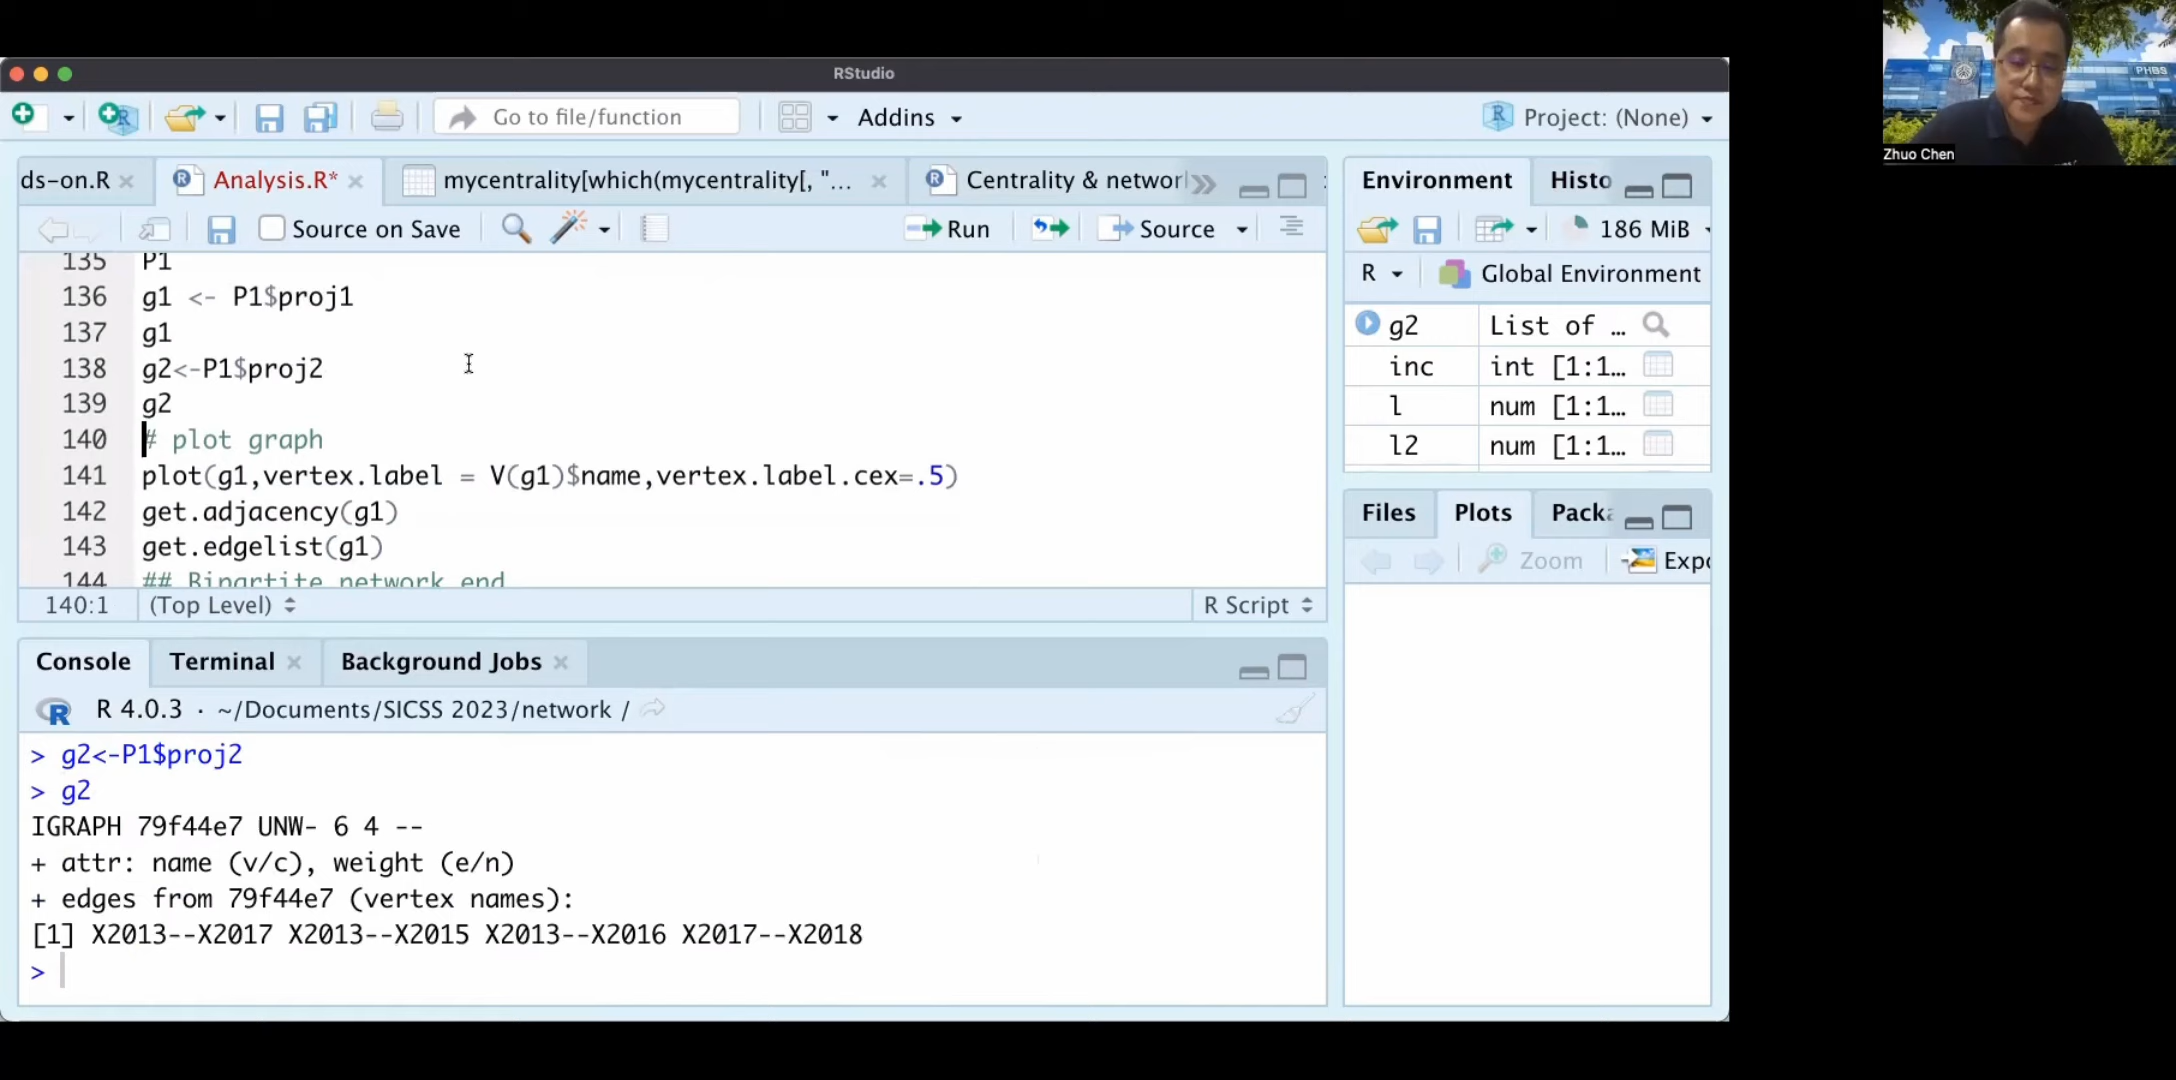 RStudio
Go to file/function
Addins
Project: (None)
ds-on.R
Analysis.R*
mycentrality[which(mycentrality[, "...
Centrality & networ
Source on Save
Run
Source
135 P1
136 g1 <- P1$proj1
137 g1
138 g2<-P1$proj2
139 g2
140 # plot graph
141 plot(g1,vertex.label = V(g1)$name,vertex.label.cex=.5)
142 get.adjacency(g1)
143 get.edgelist(g1)
144 ## Bipartite network end
140:1 (Top Level) R Script
Console Terminal Background Jobs
R 4.0.3 · ~/Documents/SICSS 2023/network /
> g2<-P1$proj2
> g2
IGRAPH 79f44e7 UNW- 6 4 --
+ attr: name (v/c), weight (e/n)
+ edges from 79f44e7 (vertex names):
[1] X2013--X2017 X2013--X2015 X2013--X2016 X2017--X2018
>
Environment Histo
186 MiB
R Global Environment
g2 List of …
inc int [1:1…
l num [1:1…
l2 num [1:1…
Files Plots Packa
Zoom Expo
PHBS
Zhuo Chen